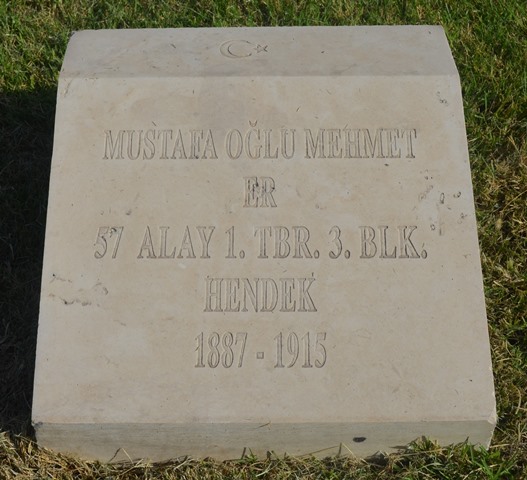 MUSTAFA OĞLU MEHMET
ER
57 ALAY 1. TBR. 3. BLK.
HENDEK
1887 - 1915